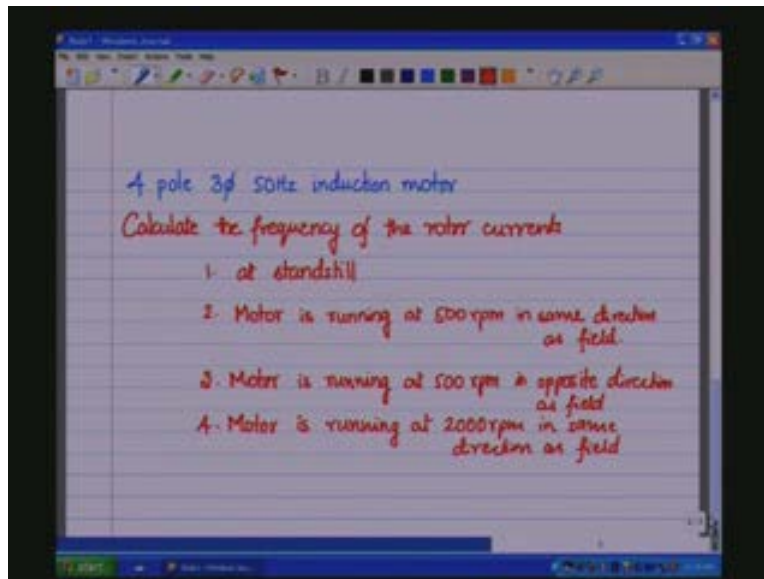 4 pole 3φ 50Hz induction motor
Calculate the frequency of the rotor currents
1. at standstill
2. Motor is running at 500 rpm in same direction
as field.
3. Motor is running at 500 rpm in opposite direction
as field
4. Motor is running at 2000 rpm in same
direction as field
start